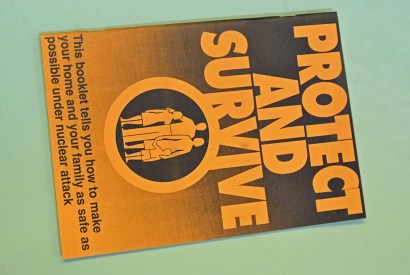 PROTECT
AND
SURVIVE
This booklet tells you how to make
your home and your family as safe as
possible under nuclear attack